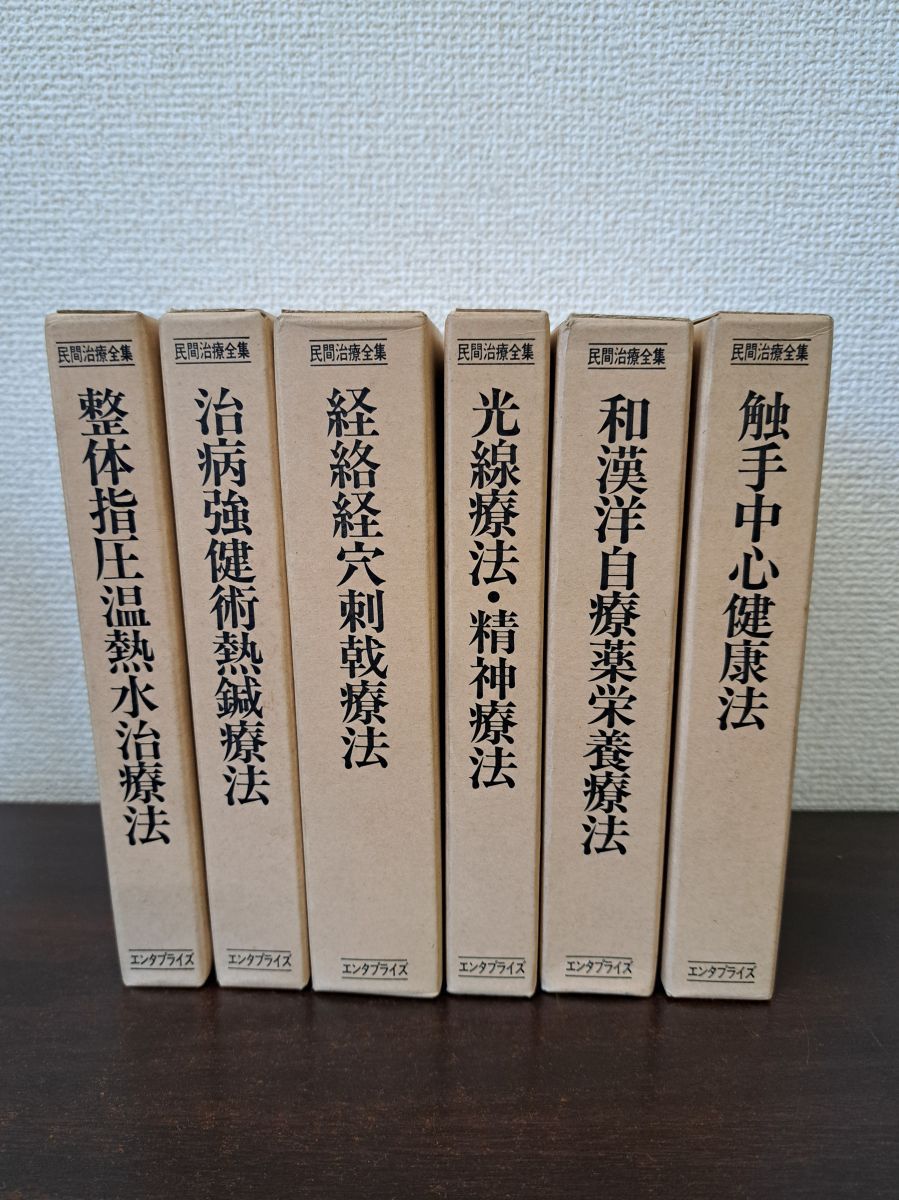 民間治療全集
整体指圧温熱水治療法
エンタプライズ
民間治療全集
治病強健術熱鍼療法
エンタプライズ
民間治療全集
経絡経穴刺戟療法
エンタプライズ
民間治療全集
光線療法・精神療法
エンタプライズ
民間治療全集
和漢洋自療薬栄養療法
エンタプライズ
民間治療全集
触手中心健康法
エンタプライズ